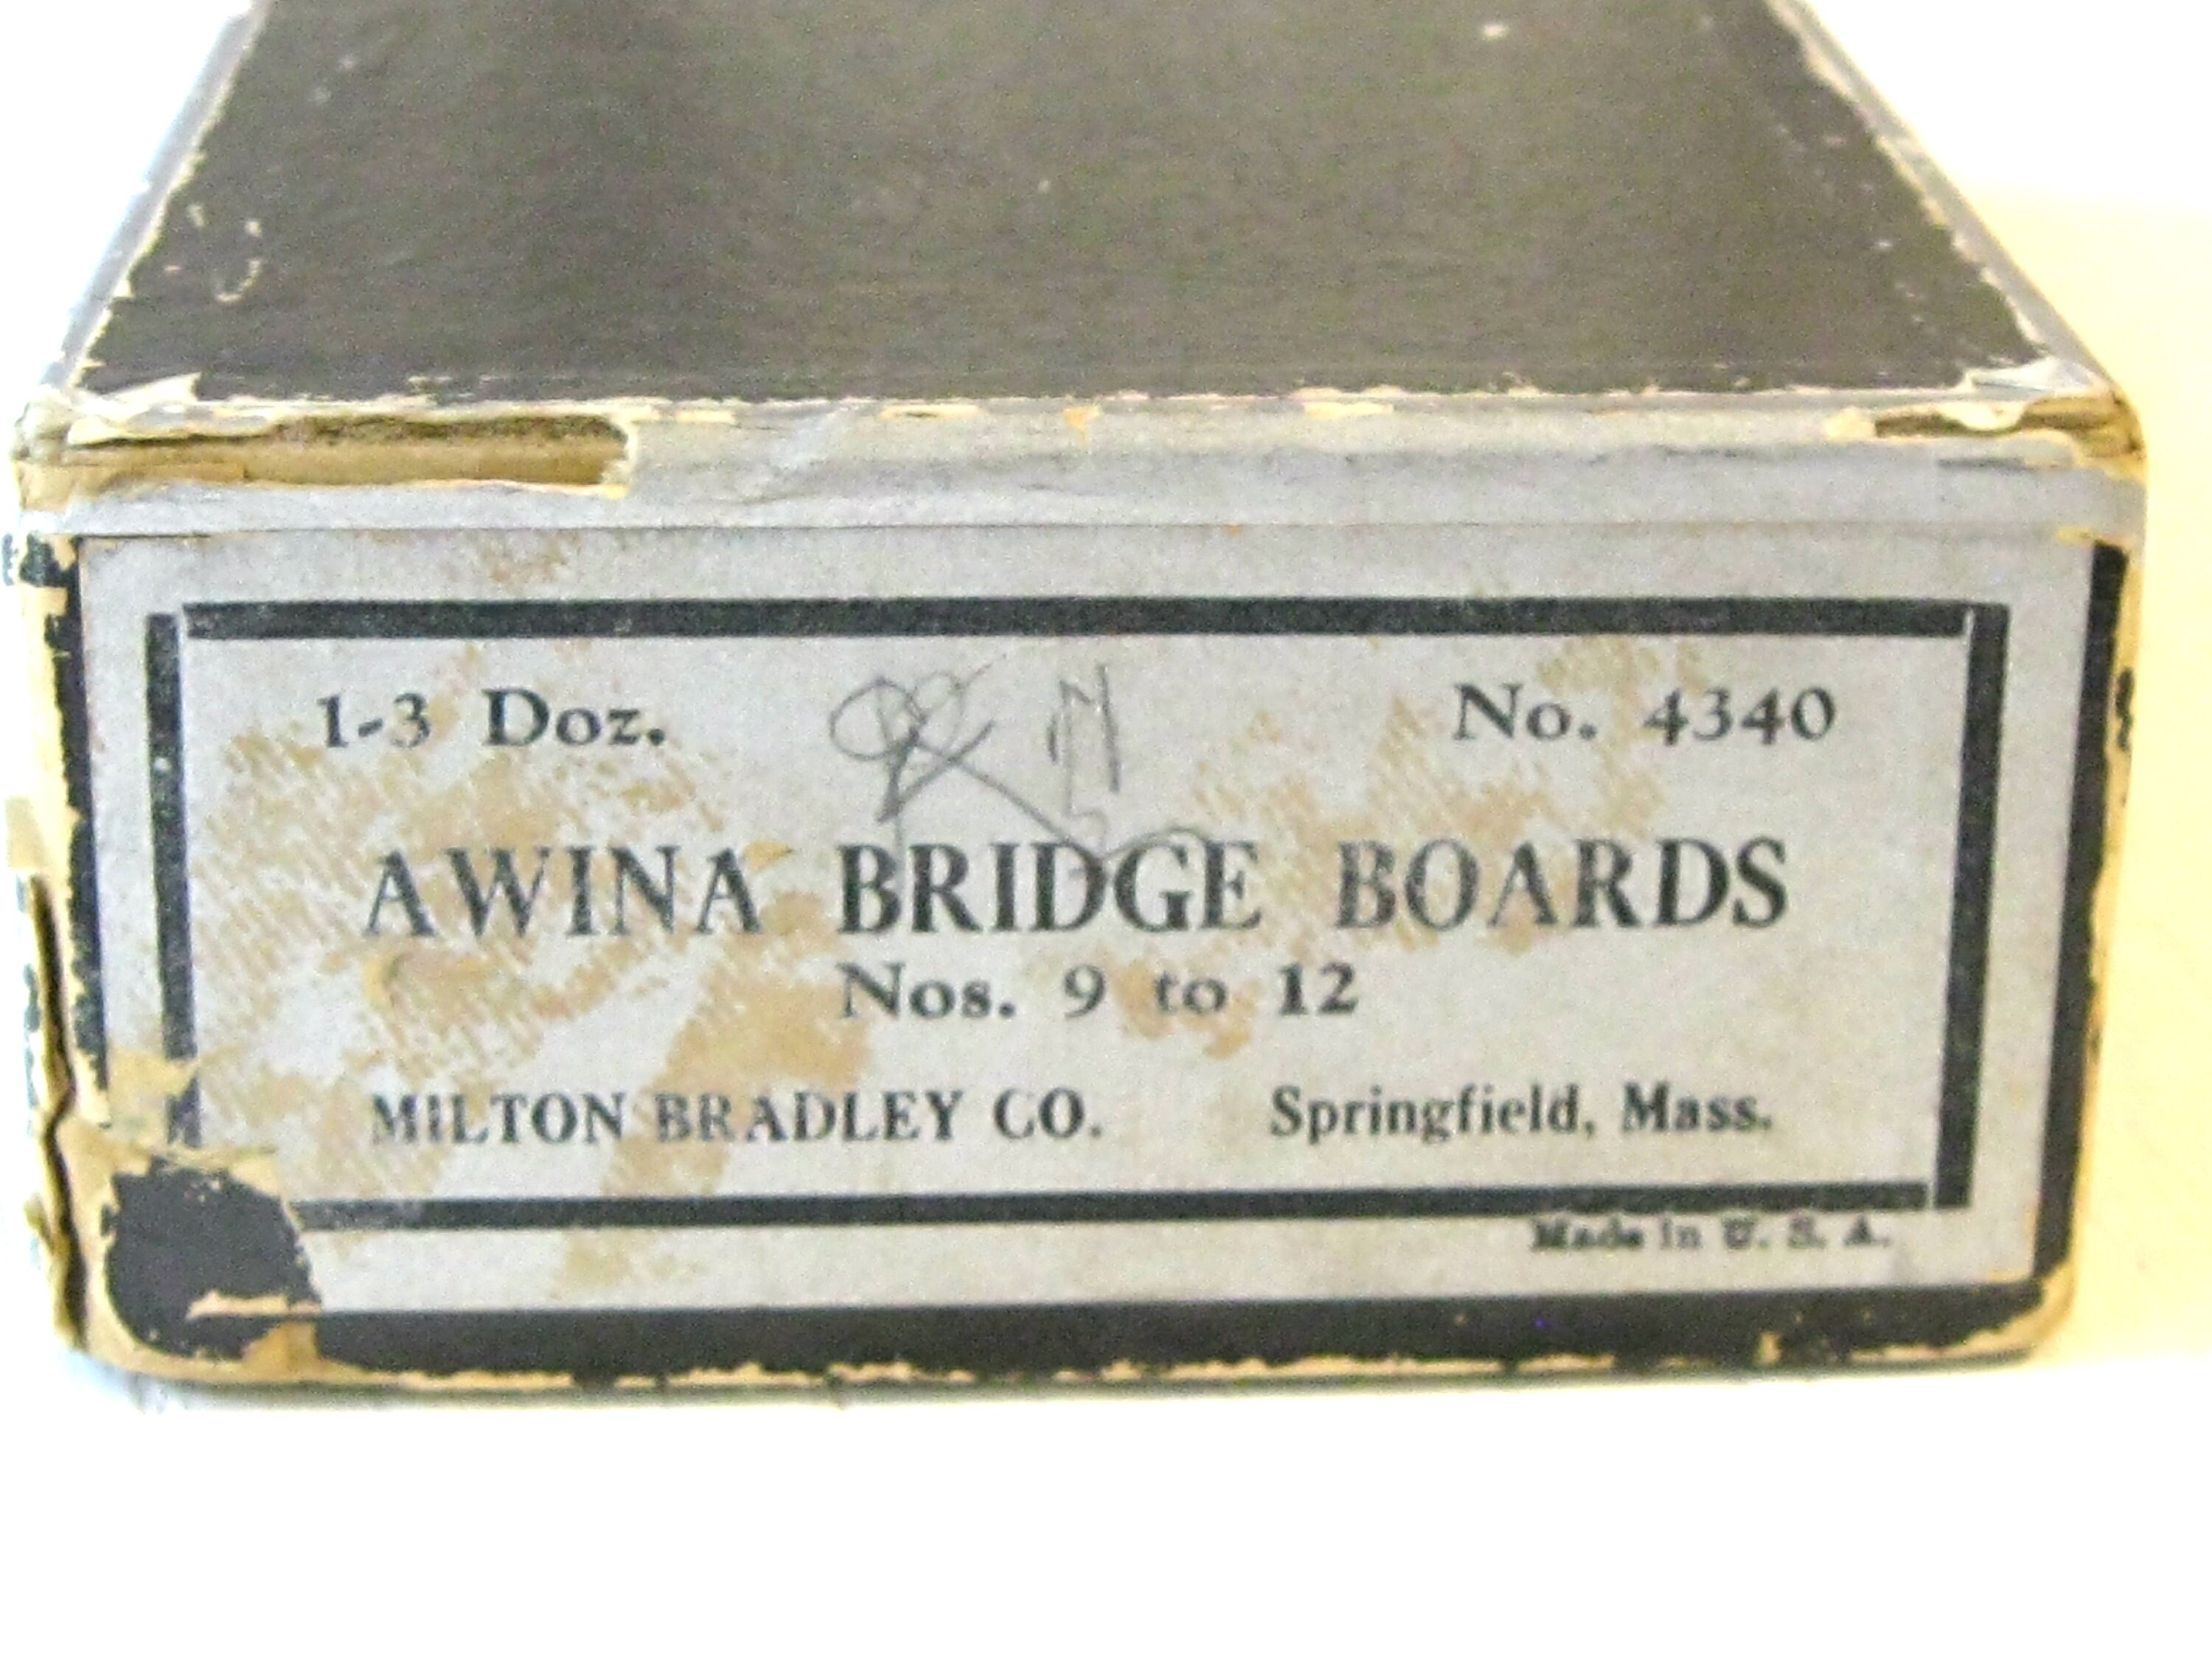 1-3 Doz. No. 4340
AWINA BRIDGE BOARDS
Nos. 9 to 12
MILTON BRADLEY CO. Springfield, Mass.
Made in U. S. A.